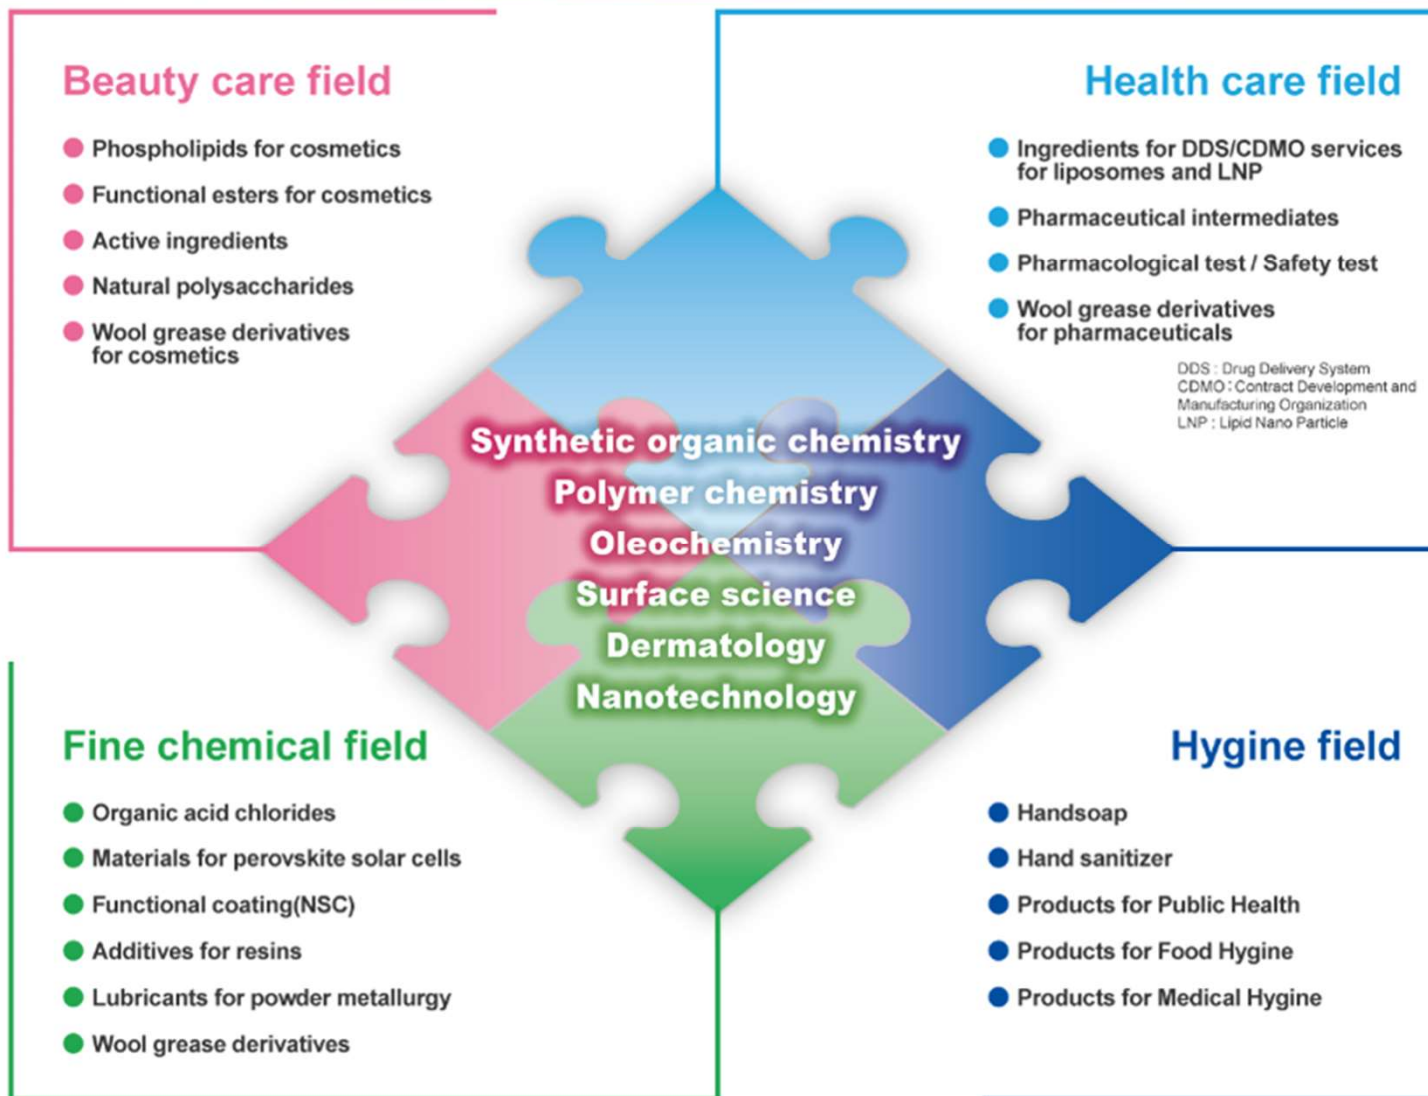 Beauty care field
Phospholipids for cosmetics
Functional esters for cosmetics
Active ingredients
Natural polysaccharides
Wool grease derivatives
for cosmetics
Health care field
Ingredients for DDS/CDMO services
for liposomes and LNP
Pharmaceutical intermediates
Pharmacological test / Safety test
Wool grease derivatives
for pharmaceuticals
DDS : Drug Delivery System
CDMO : Contract Development and
Manufacturing Organization
LNP : Lipid Nano Particle
Synthetic organic chemistry
Polymer chemistry
Oleochemistry
Surface science
Dermatology
Nanotechnology
Fine chemical field
Organic acid chlorides
Materials for perovskite solar cells
Functional coating(NSC)
Additives for resins
Lubricants for powder metallurgy
Wool grease derivatives
Hygine field
Handsoap
Hand sanitizer
Products for Public Health
Products for Food Hygine
Products for Medical Hygine